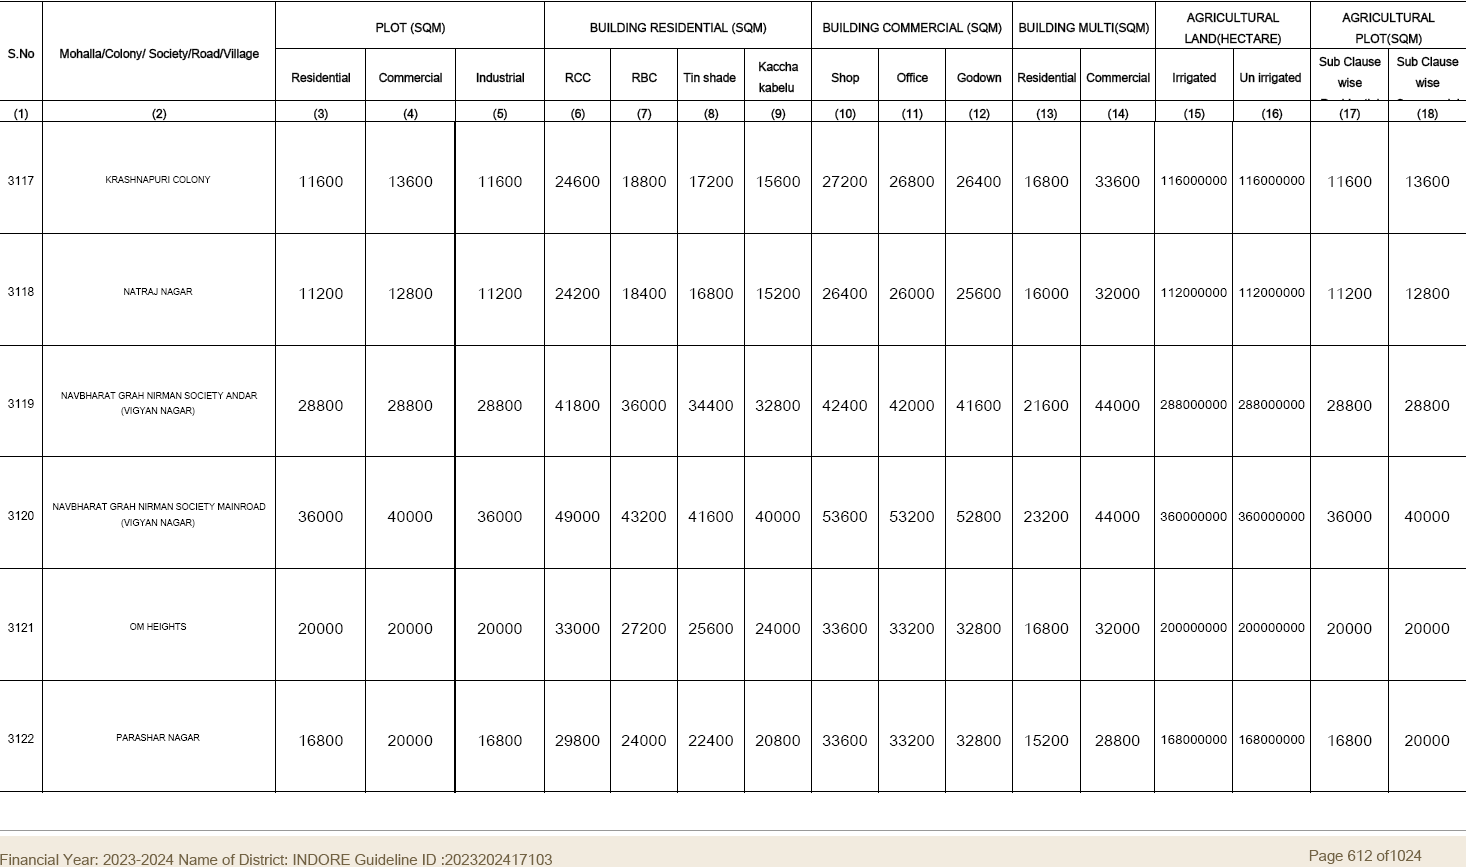 S.No Mohalla/Colony/ Society/Road/Village PLOT (SQM) BUILDING RESIDENTIAL (SQM) BUILDING COMMERCIAL (SQM) BUILDING MULTI(SQM) AGRICULTURAL LAND(HECTARE) AGRICULTURAL PLOT(SQM)
Residential Commercial Industrial RCC RBC Tin shade Kaccha kabelu Shop Office Godown Residential Commercial Irrigated Un irrigated Sub Clause wise Sub Clause wise
(1) (2) (3) (4) (5) (6) (7) (8) (9) (10) (11) (12) (13) (14) (15) (16) (17) (18)
3117 KRASHNAPURI COLONY 11600 13600 11600 24600 18800 17200 15600 27200 26800 26400 16800 33600 116000000 116000000 11600 13600
3118 NATRAJ NAGAR 11200 12800 11200 24200 18400 16800 15200 26400 26000 25600 16000 32000 112000000 112000000 11200 12800
3119 NAVBHARAT GRAH NIRMAN SOCIETY ANDAR (VIGYAN NAGAR) 28800 28800 28800 41800 36000 34400 32800 42400 42000 41600 21600 44000 288000000 288000000 28800 28800
3120 NAVBHARAT GRAH NIRMAN SOCIETY MAINROAD (VIGYAN NAGAR) 36000 40000 36000 49000 43200 41600 40000 53600 53200 52800 23200 44000 360000000 360000000 36000 40000
3121 OM HEIGHTS 20000 20000 20000 33000 27200 25600 24000 33600 33200 32800 16800 32000 200000000 200000000 20000 20000
3122 PARASHAR NAGAR 16800 20000 16800 29800 24000 22400 20800 33600 33200 32800 15200 28800 168000000 168000000 16800 20000
Financial Year: 2023-2024 Name of District: INDORE Guideline ID :2023202417103
Page 612 of1024